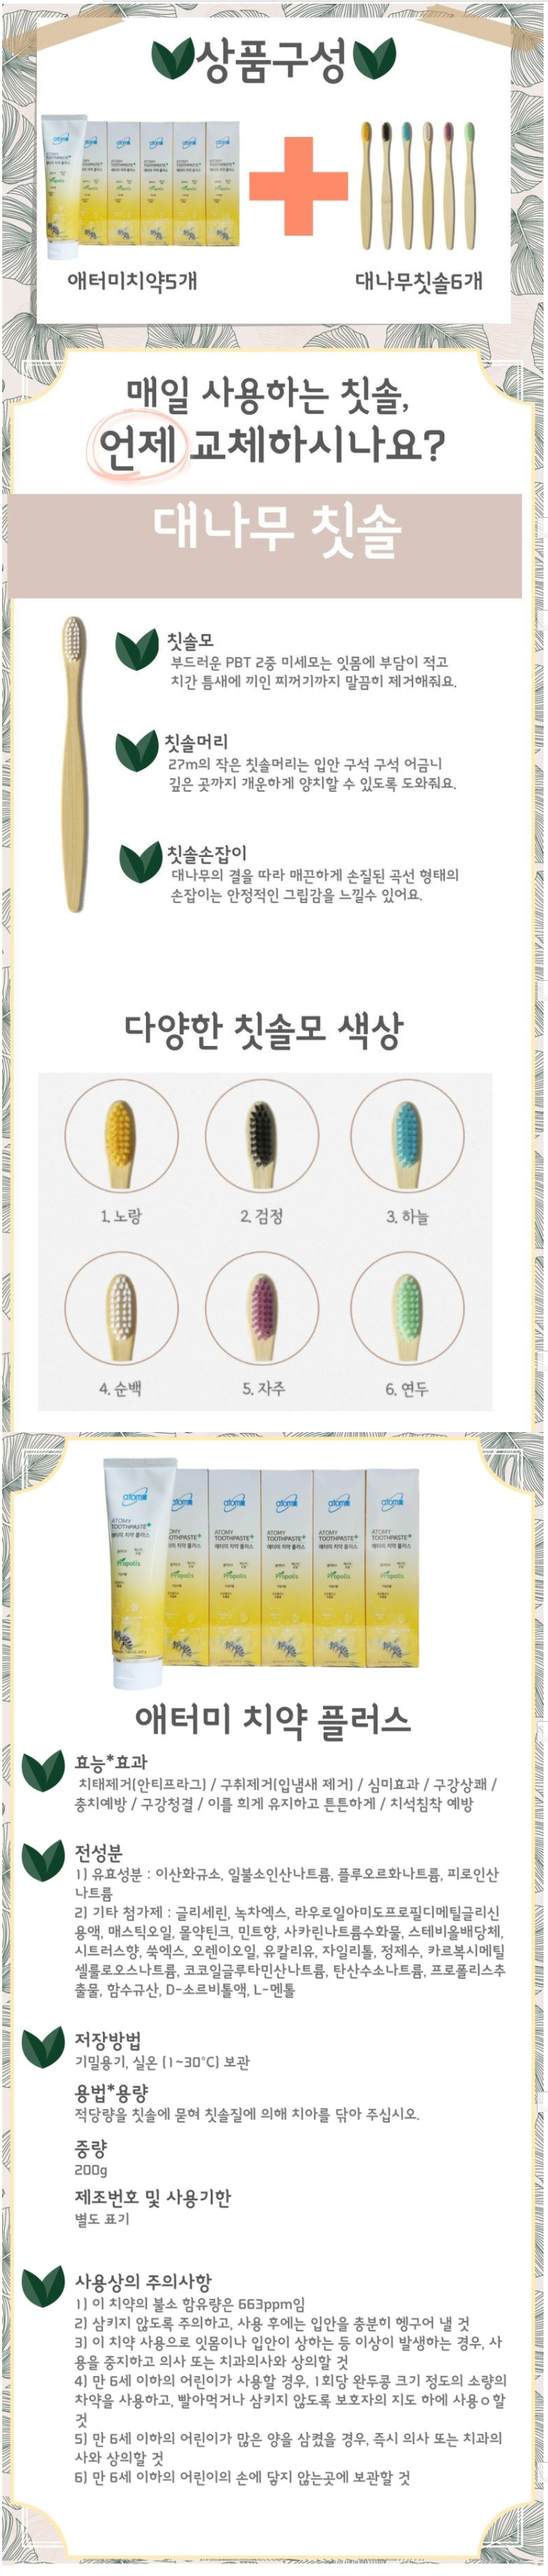 상품구성
애터미치약5개
대나무칫솔6개
매일 사용하는 칫솔,
언제 교체하시나요?
대나무 칫솔
칫솔모
부드러운 PBT 2중 미세모는 잇몸에 부담이 적고
치간 틈새에 끼인 찌꺼기까지 말끔히 제거해줘요.
칫솔머리
27m의 작은 칫솔머리는 입안 구석 구석 어금니
깊은 곳까지 개운하게 양치할 수 있도록 도와줘요.
칫솔손잡이
대나무의 결을 따라 매끈하게 손질된 곡선 형태의
손잡이는 안정적인 그립감을 느낄수 있어요.
다양한 칫솔모 색상
1. 노랑
2. 검정
3. 하늘
4. 순백
5. 자주
6. 연두
atomy
ATOMY
TOOTHPASTE+
애터미 치약 플러스
Propolis
애터미 치약 플러스
효능*효과
치태제거(안티프라그) / 구취제거(입냄새 제거) / 심미효과 / 구강상쾌 /
충치예방 / 구강청결 / 이를 희게 유지하고 튼튼하게 / 치석침착 예방
전성분
1) 유효성분 : 이산화규소, 일불소인산나트륨, 플루오르화나트륨, 피로인산
나트륨
2) 기타 첨가제 : 글리세린, 녹차엑스, 라우로일아미도프로필디메틸글리신
용액, 매스틱오일, 몰약틴크, 민트향, 사카린나트륨수화물, 스테비올배당체,
시트러스향, 쑥엑스, 오렌이오일, 유칼리유, 자일리톨, 정제수, 카르복시메틸
셀룰로오스나트륨, 코코일글루타민산나트륨, 탄산수소나트륨, 프로폴리스추
출물, 함수규산, D-소르비톨액, L-멘톨
저장방법
기밀용기, 실온 (1~30°C) 보관
용법*용량
적당량을 칫솔에 묻혀 칫솔질에 의해 치아를 닦아 주십시오.
중량
200g
제조번호 및 사용기한
별도 표기
사용상의 주의사항
1) 이 치약의 불소 함유량은 663ppm임
2) 삼키지 않도록 주의하고, 사용 후에는 입안을 충분히 헹구어 낼 것
3) 이 치약 사용으로 잇몸이나 입안이 상하는 등 이상이 발생하는 경우, 사
용을 중지하고 의사 또는 치과의사와 상의할 것
4) 만 6세 이하의 어린이가 사용할 경우, 1회당 완두콩 크기 정도의 소량의
치약을 사용하고, 빨아먹거나 삼키지 않도록 보호자의 지도 하에 사용ㅇ할
것
5) 만 6세 이하의 어린이가 많은 양을 삼켰을 경우, 즉시 의사 또는 치과의
사와 상의할 것
6) 만 6세 이하의 어린이의 손에 닿지 않는곳에 보관할 것